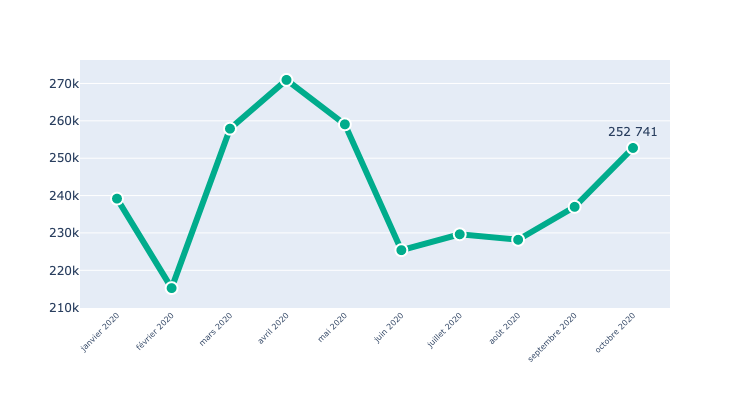 270k
260k
250k
240k
230k
220k
210k
252 741
janvier 2020
février 2020
mars 2020
avril 2020
mai 2020
juin 2020
juillet 2020
août 2020
septembre 2020
octobre 2020